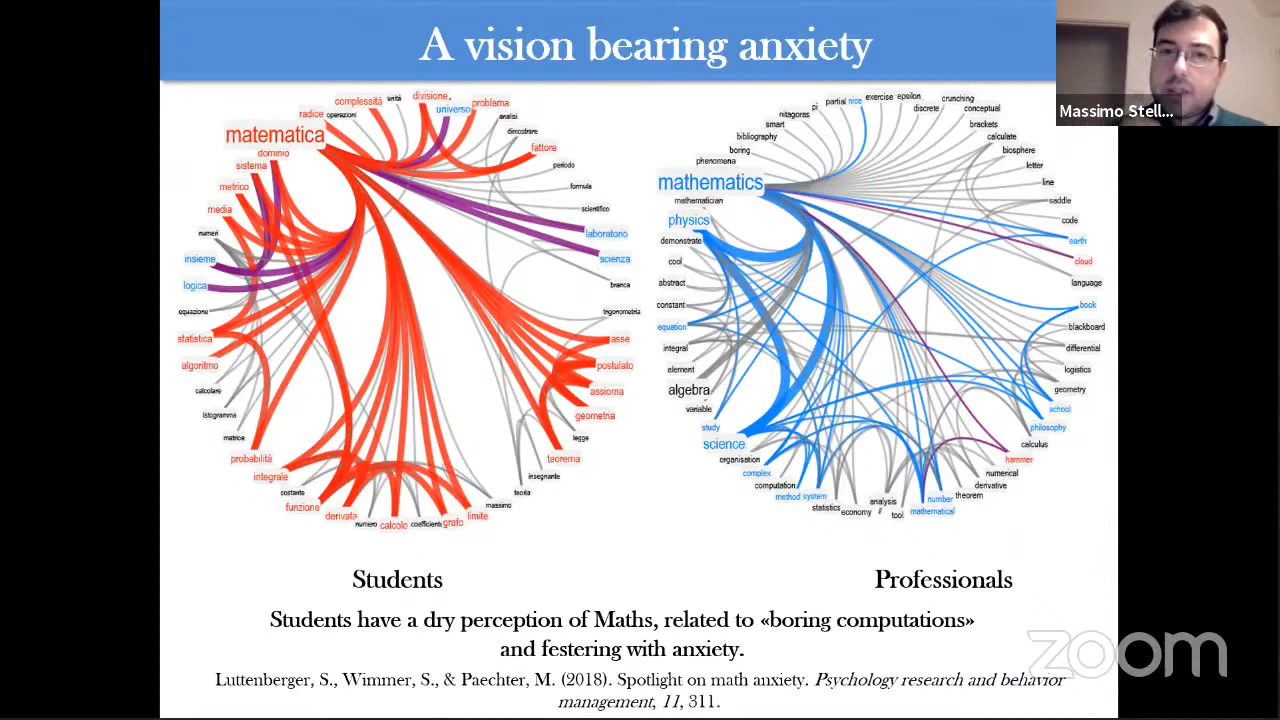 A vision bearing anxiety
Massimo Stell...
unità
complessità
divisione
universo
problema
radice
operazioni
analisi
matematica
dimostrare
dominio
fattore
sistema
periodo
metrico
formula
media
scientifico
numeri
laboratorio
insieme
scienza
logica
branca
equazione
trigonometria
statistica
asse
algoritmo
postulato
calcolare
assioma
istogramma
geometria
matrice
legge
probabilità
teorema
integrale
insegnante
costante
teoria
funzione
massimo
derivata
limite
numero
calcolo
coefficiente
grafo
pi
partial
nice
exercise
epsilon
crunching
nitagoras
discrete
conceptual
smart
brackets
bibliography
calculate
boring
biosphere
phenomena
letter
mathematics
line
mathematician
saddle
physics
code
demonstrate
earth
cool
cloud
abstract
language
constant
book
equation
blackboard
integral
differential
element
logistics
algebra
geometry
variable
school
study
philosophy
science
calculus
organisation
hammer
complex
numerical
computation
derivative
method
system
theorem
statistics
number
economy
analysis
tool
mathematical
Students
Professionals
Students have a dry perception of Maths, related to «boring computations»
and festering with anxiety.
zoom
Luttenberger, S., Wimmer, S., & Paechter, M. (2018). Spotlight on math anxiety. Psychology research and behavior
management, 11, 311.